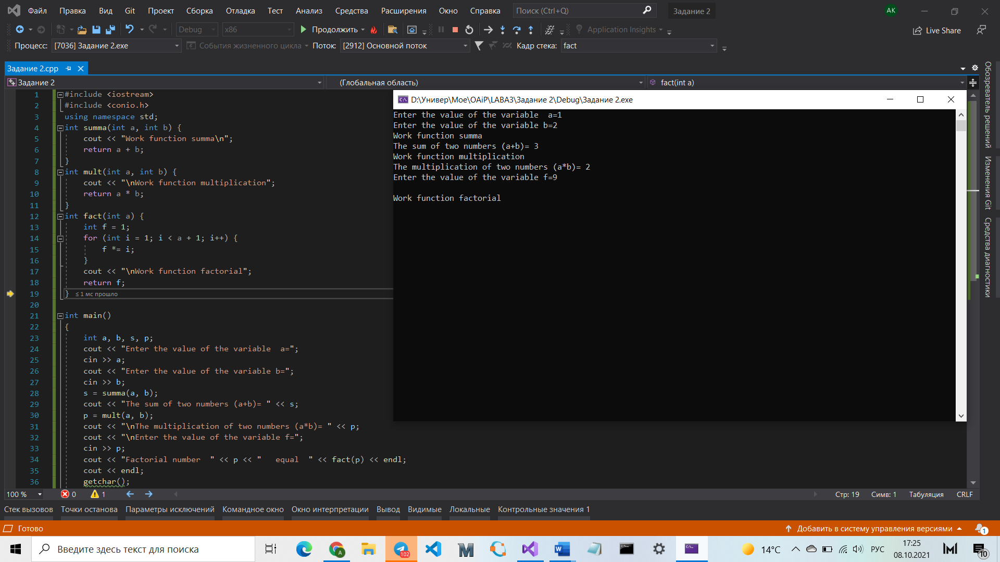 Файл Правка Вид Git Проект Сборка Отладка Тест Анализ Средства Расширения Окно Справка Поиск (Ctrl+Q) Задание 2 АК
Debug x86 Продолжить Application Insights Live Share
Процесс: [7036] Задание 2.exe События жизненного цикла Поток: [2912] Основной поток Кадр стека: fact
Задание 2.cpp
Задание 2 (Глобальная область) fact(int a)
1 #include <iostream>
2 #include <conio.h>
3 using namespace std;
4 int summa(int a, int b) {
5 cout << "Work function summa\n";
6 return a + b;
7 }
8 int mult(int a, int b) {
9 cout << "\nWork function multiplication";
10 return a * b;
11 }
12 int fact(int a) {
13 int f = 1;
14 for (int i = 1; i < a + 1; i++) {
15 f *= i;
16 }
17 cout << "\nWork function factorial";
18 return f;
19 } ≤ 1 мс прошло
20
21 int main()
22 {
23 int a, b, s, p;
24 cout << "Enter the value of the variable  a=";
25 cin >> a;
26 cout << "Enter the value of the variable b=";
27 cin >> b;
28 s = summa(a, b);
29 cout << "The sum of two numbers (a+b)= " << s;
30 p = mult(a, b);
31 cout << "\nThe multiplication of two numbers (a*b)= " << p;
32 cout << "\nEnter the value of the variable f=";
33 cin >> p;
34 cout << "Factorial number  " << p << "   equal  " << fact(p) << endl;
35 cout << endl;
36 getchar();
D:\Универ\Мое\OAiP\LABA3\Задание 2\Debug\Задание 2.exe
Enter the value of the variable  a=1
Enter the value of the variable b=2
Work function summa
The sum of two numbers (a+b)= 3
Work function multiplication
The multiplication of two numbers (a*b)= 2
Enter the value of the variable f=9
Work function factorial
Обозреватель решений
Изменения Git
Средства диагностики
100 % 0 1 Стр: 19 Симв: 1 Табуляция CRLF
Стек вызовов Точки останова Параметры исключений Командное окно Окно интерпретации Вывод Видимые Локальные Контрольные значения 1
Готово Добавить в систему управления версиями 1
Введите здесь текст для поиска 102 14°C РУС 17:25 10
08.10.2021